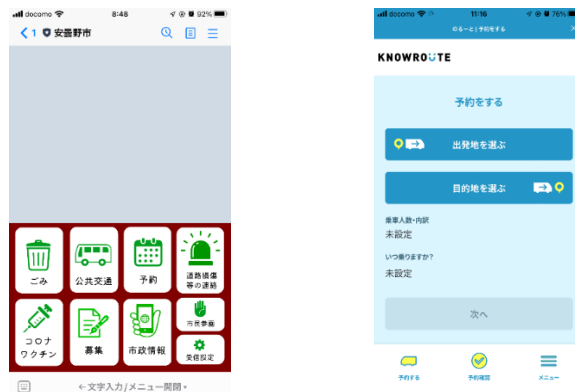 docomo 8:48 92%
1 安曇野市
ごみ
公共交通
予約
道路損傷
等の連絡
コロナ
ワクチン
募集
市政情報
市民参画
受信設定
←文字入力/メニュー開閉▾
docomo 11:16 76%
のるーと|予約をする ×
KNOWROUTE
予約をする
出発地を選ぶ
目的地を選ぶ
乗車人数・内訳
未設定
いつ乗りますか?
未設定
次へ
予約する
予約確認
メニュー